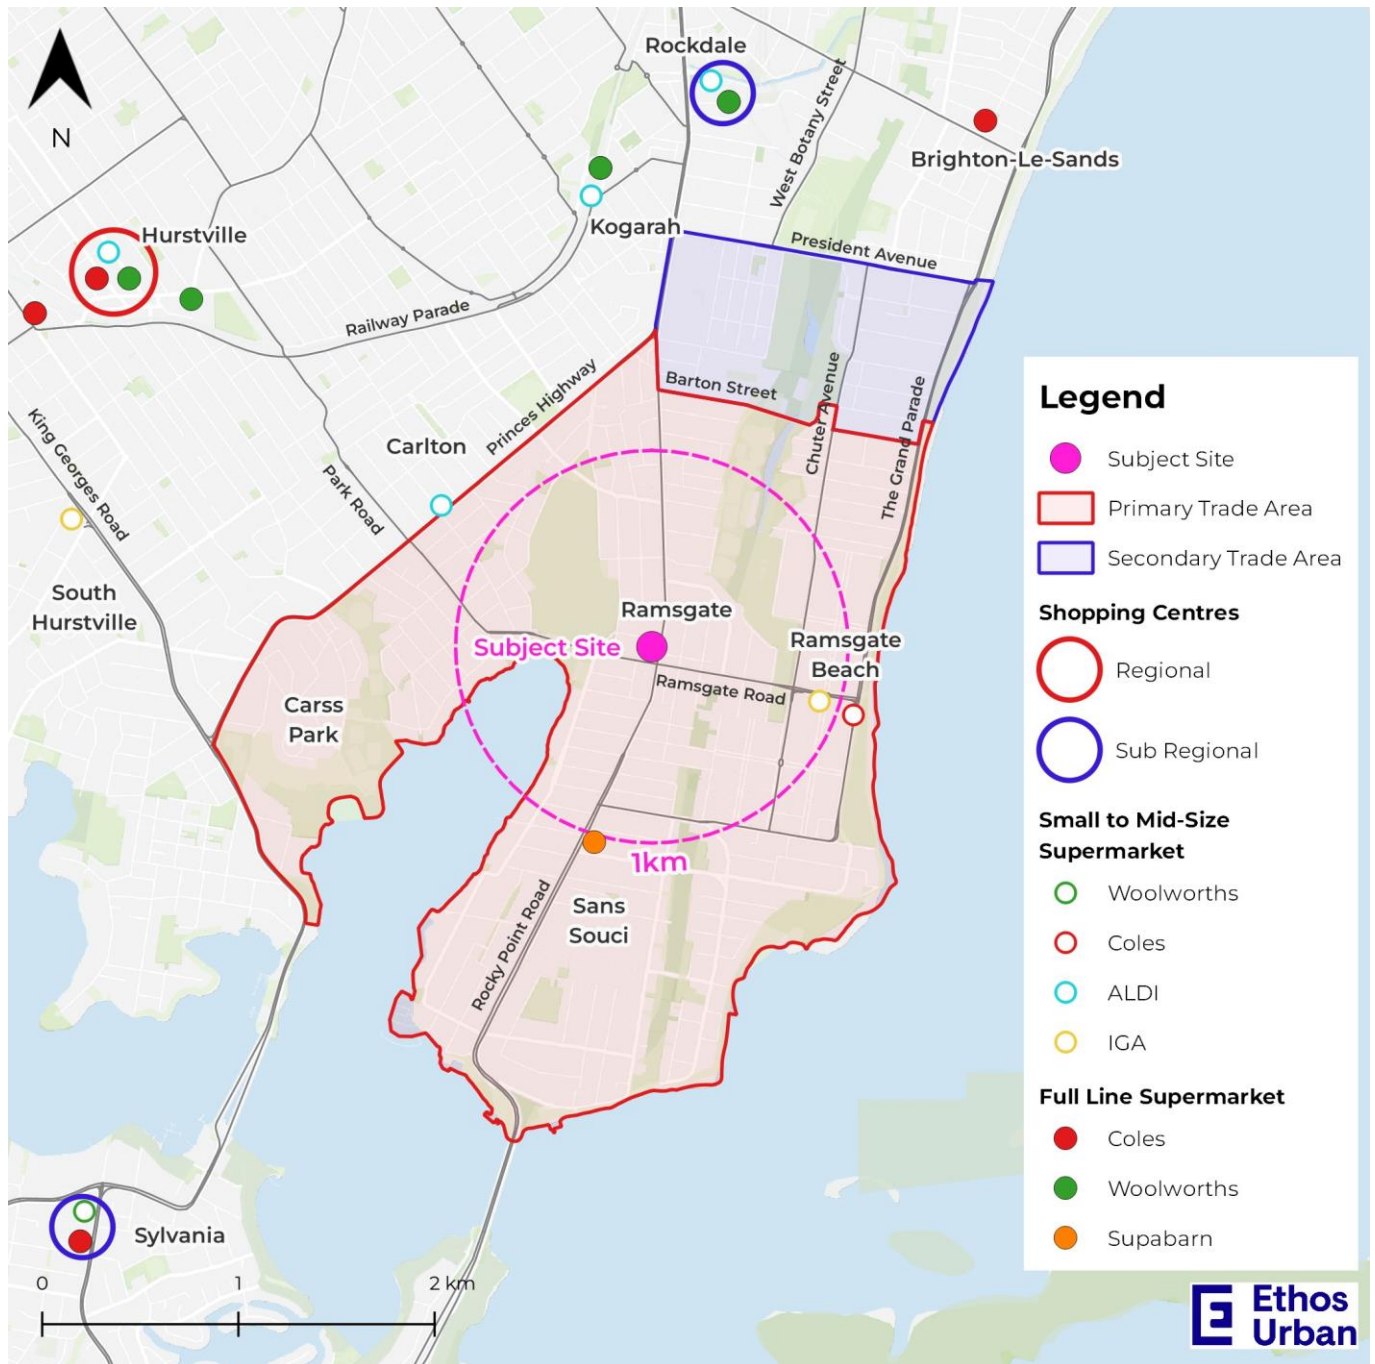 Rockdale
N
West Botany Street
Brighton-Le-Sands
Kogarah
Hurstville
President Avenue
Railway Parade
Princes Highway
Barton Street
Chuter Avenue
The Grand Parade
King Georges Road
Carlton
Park Road
South
Hurstville
Ramsgate
Subject Site
Ramsgate
Beach
Ramsgate Road
Carss
Park
1km
Sans
Souci
Rocky Point Road
Sylvania
0 1 2 km
Legend
Subject Site
Primary Trade Area
Secondary Trade Area
Shopping Centres
Regional
Sub Regional
Small to Mid-Size
Supermarket
Woolworths
Coles
ALDI
IGA
Full Line Supermarket
Coles
Woolworths
Supabarn
Ethos
Urban